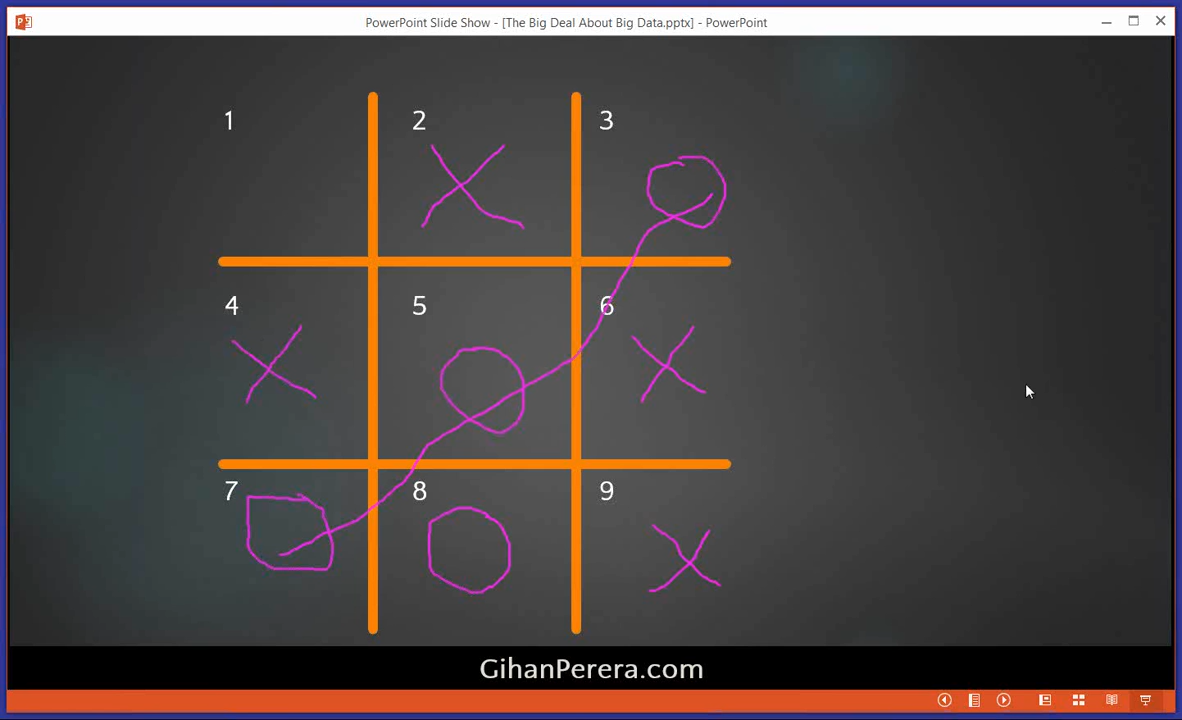 PowerPoint Slide Show - [The Big Deal About Big Data.pptx] - PowerPoint
1 2 3
X O
4 5 6
X O X
7 8 9
O O X
GihanPerera.com